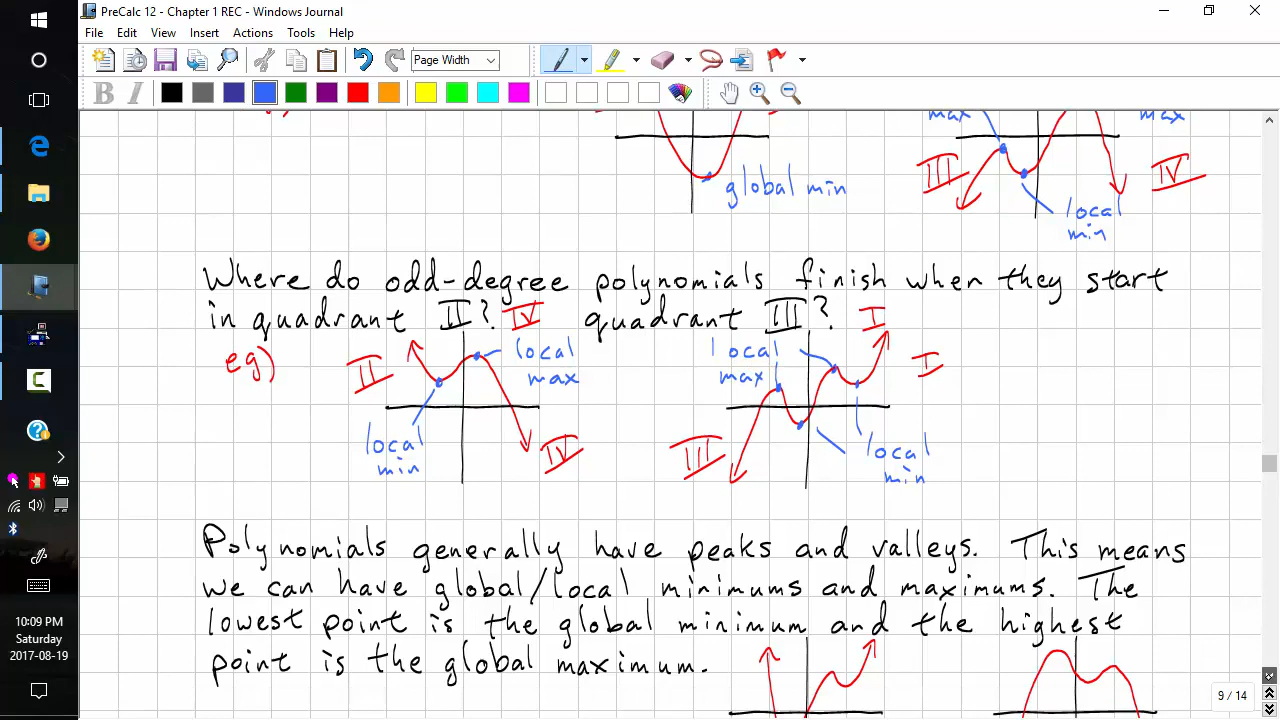 PreCalc 12 - Chapter 1 REC - Windows Journal
File Edit View Insert Actions Tools Help
Page Width
B I
max
max
III
IV
global min
local
min
Where do odd-degree polynomials finish when they start
in quadrant II? IV quadrant III? I
eg)
II
local
max
local
max
I
local
min
IV
III
local
min
Polynomials generally have peaks and valleys. This means
we can have global/local minimums and maximums. The
lowest point is the global minimum and the highest
point is the global maximum.
10:09 PM
Saturday
2017-08-19
9 / 14